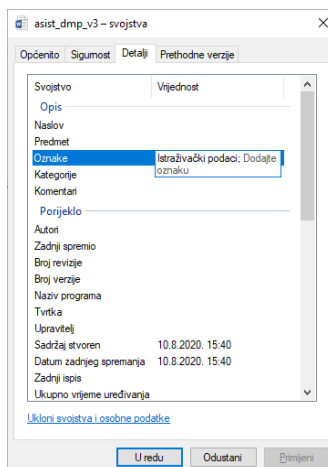 asist_dmp_v3 – svojstva
Općenito Sigurnost Detalji Prethodne verzije
Svojstvo Vrijednost
Opis
Naslov
Predmet
Oznake Istraživački podaci; Dodajte
oznaku
Kategorije
Komentari
Porijeklo
Autori
Zadnji spremio
Broj revizije
Broj verzije
Naziv programa
Tvrtka
Upravitelj
Sadržaj stvoren 10.8.2020. 15:40
Datum zadnjeg spremanja 10.8.2020. 15:40
Zadnji ispis
Ukupno vrijeme uređivanja
Ukloni svojstva i osobne podatke
U redu Odustani Primijeni